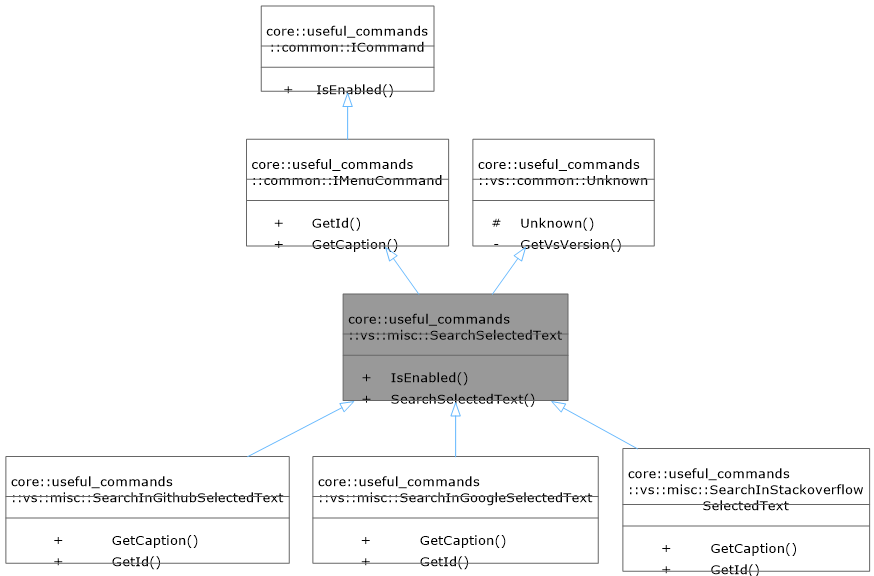 core::useful_commands
::common::ICommand
+ IsEnabled()
core::useful_commands
::common::IMenuCommand
+ GetId()
+ GetCaption()
core::useful_commands
::vs::common::Unknown
# Unknown()
- GetVsVersion()
core::useful_commands
::vs::misc::SearchSelectedText
+ IsEnabled()
+ SearchSelectedText()
core::useful_commands
::vs::misc::SearchInGithubSelectedText
+ GetCaption()
+ GetId()
core::useful_commands
::vs::misc::SearchInGoogleSelectedText
+ GetCaption()
+ GetId()
core::useful_commands
::vs::misc::SearchInStackoverflow
SelectedText
+ GetCaption()
+ GetId()